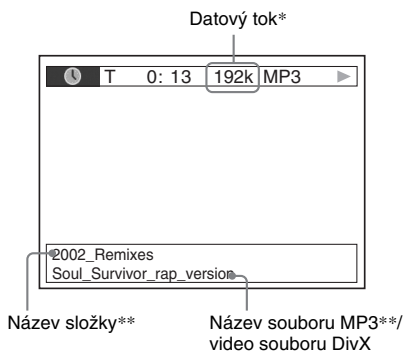 Datový tok*
T 0: 13 192k MP3
2002_Remixes
Soul_Survivor_rap_version
Název složky**
Název souboru MP3**/
video souboru DivX